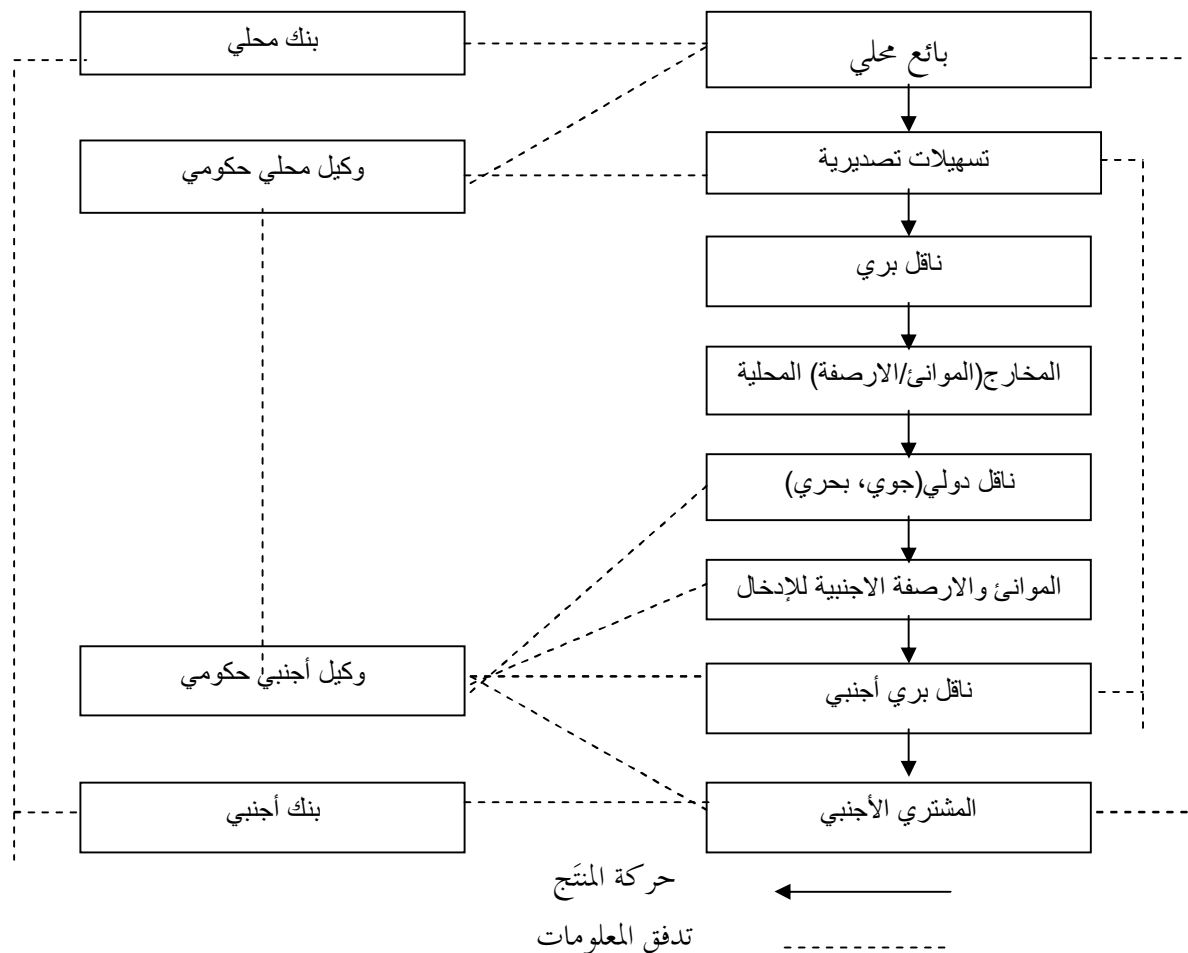 بائع محلي
بنك محلي
تسهيلات تصديرية
وكيل محلي حكومي
ناقل بري
المخارج(الموانئ/الارصفة) المحلية
ناقل دولي(جوي، بحري)
الموانئ والارصفة الاجنبية للإدخال
ناقل بري أجنبي
وكيل أجنبي حكومي
المشتري الأجنبي
بنك أجنبي
حركة المنتَج
تدفق المعلومات